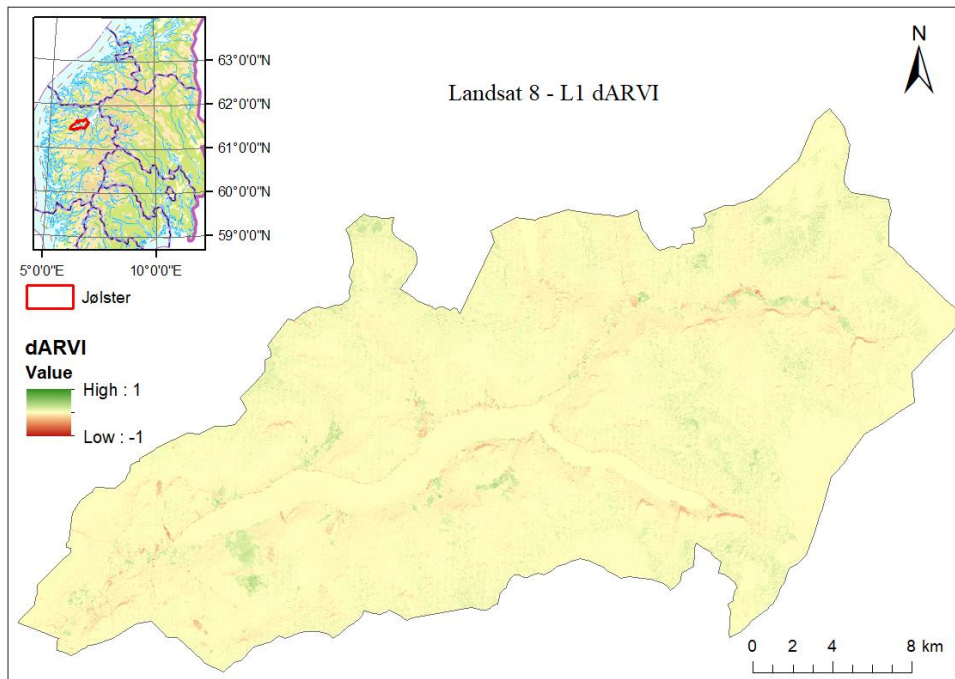 63°0'0"N
62°0'0"N
61°0'0"N
60°0'0"N
59°0'0"N
5°0'0"E 10°0'0"E
Jølster
dARVI
Value
High : 1
Low : -1
Landsat 8 - L1 dARVI
N
0 2 4 8 km